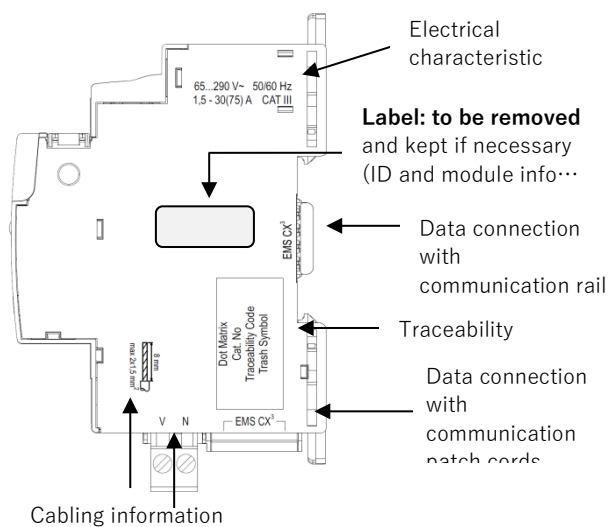 Electrical
characteristic
65...290 V~ 50/60 Hz
1,5 - 30(75) A CAT III
Label: to be removed
and kept if necessary
(ID and module info…
EMS CX³
Data connection
with
communication rail
Dot Matrix
Cat. No
Traceability Code
Trash Symbol
Traceability
8 mm
max 2x1,5 mm²
Data connection
with
communication
patch cords
V N
EMS CX³
Cabling information